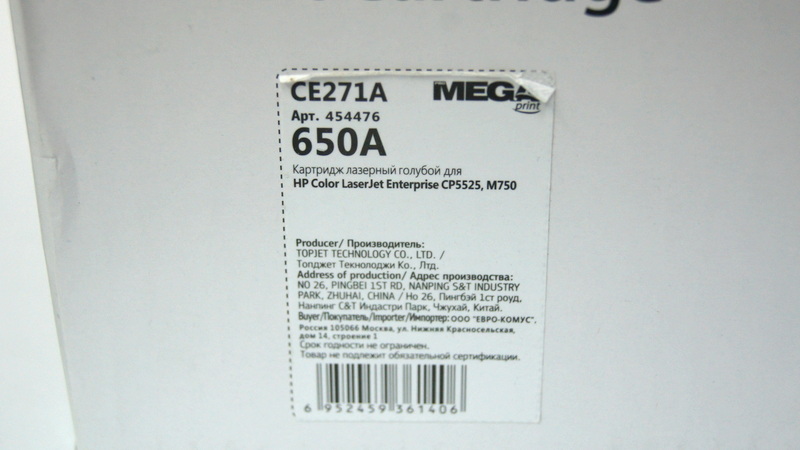 CE271A
MEGA
print
Арт. 454476
650A
Картридж лазерный голубой для
HP Color LaserJet Enterprise CP5525, M750
Producer/ Производитель:
TOPJET TECHNOLOGY CO., LTD. /
Топджет Текнолоджи Ко., Лтд.
Address of production/ Адрес производства:
NO 26, PINGBEI 1ST RD, NANPING S&T INDUSTRY
PARK, ZHUHAI, CHINA / Но 26, Пингбэй 1ст роуд,
Нанпинг С&Т Индастри Парк, Чжухай, Китай.
Buyer/Покупатель/Importer/Импортер: ООО "ЕВРО-КОМУС",
Россия 105066 Москва, ул. Нижняя Красносельская,
дом 14, строение 1
Срок годности не ограничен.
Товар не подлежит обязательной сертификации.
6 952459 361406